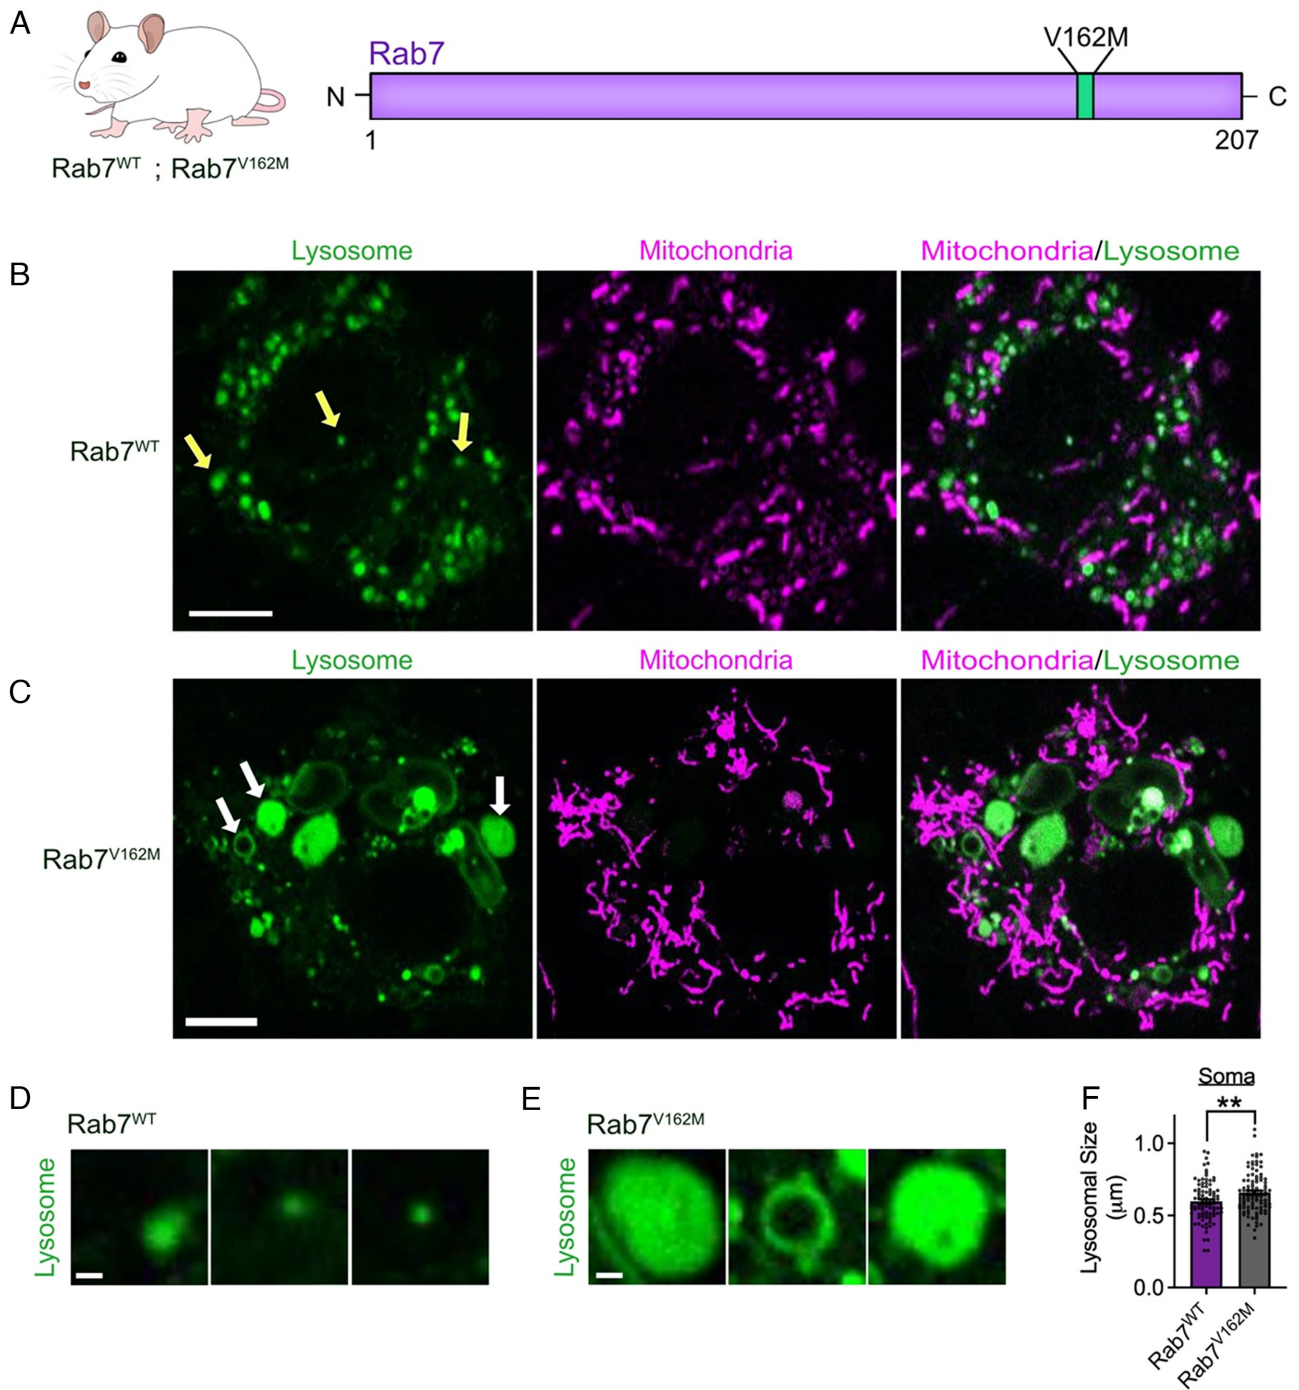 A
Rab7WT ; Rab7V162M
Rab7
V162M
N
C
1
207
B
Lysosome
Mitochondria
Mitochondria/Lysosome
Rab7WT
C
Lysosome
Mitochondria
Mitochondria/Lysosome
Rab7V162M
D
Rab7WT
Lysosome
E
Rab7V162M
Lysosome
F
Soma
**
Lysosomal Size
(μm)
1.0
0.5
0.0
Rab7WT
Rab7V162M